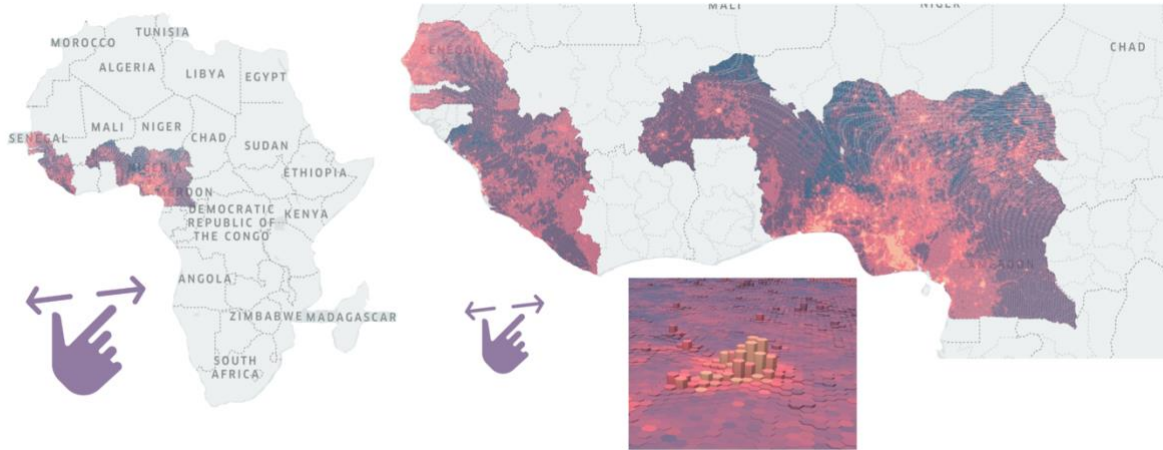 MOROCCO
TUNISIA
ALGERIA
LIBYA
EGYPT
SENEGAL
MALI
NIGER
CHAD
SUDAN
ETHIOPIA
DEMOCRATIC
REPUBLIC OF
THE CONGO
KENYA
ANGOLA
ZIMBABWE
MADAGASCAR
SOUTH
AFRICA
MALI
NIGER
CHAD
SENEGAL